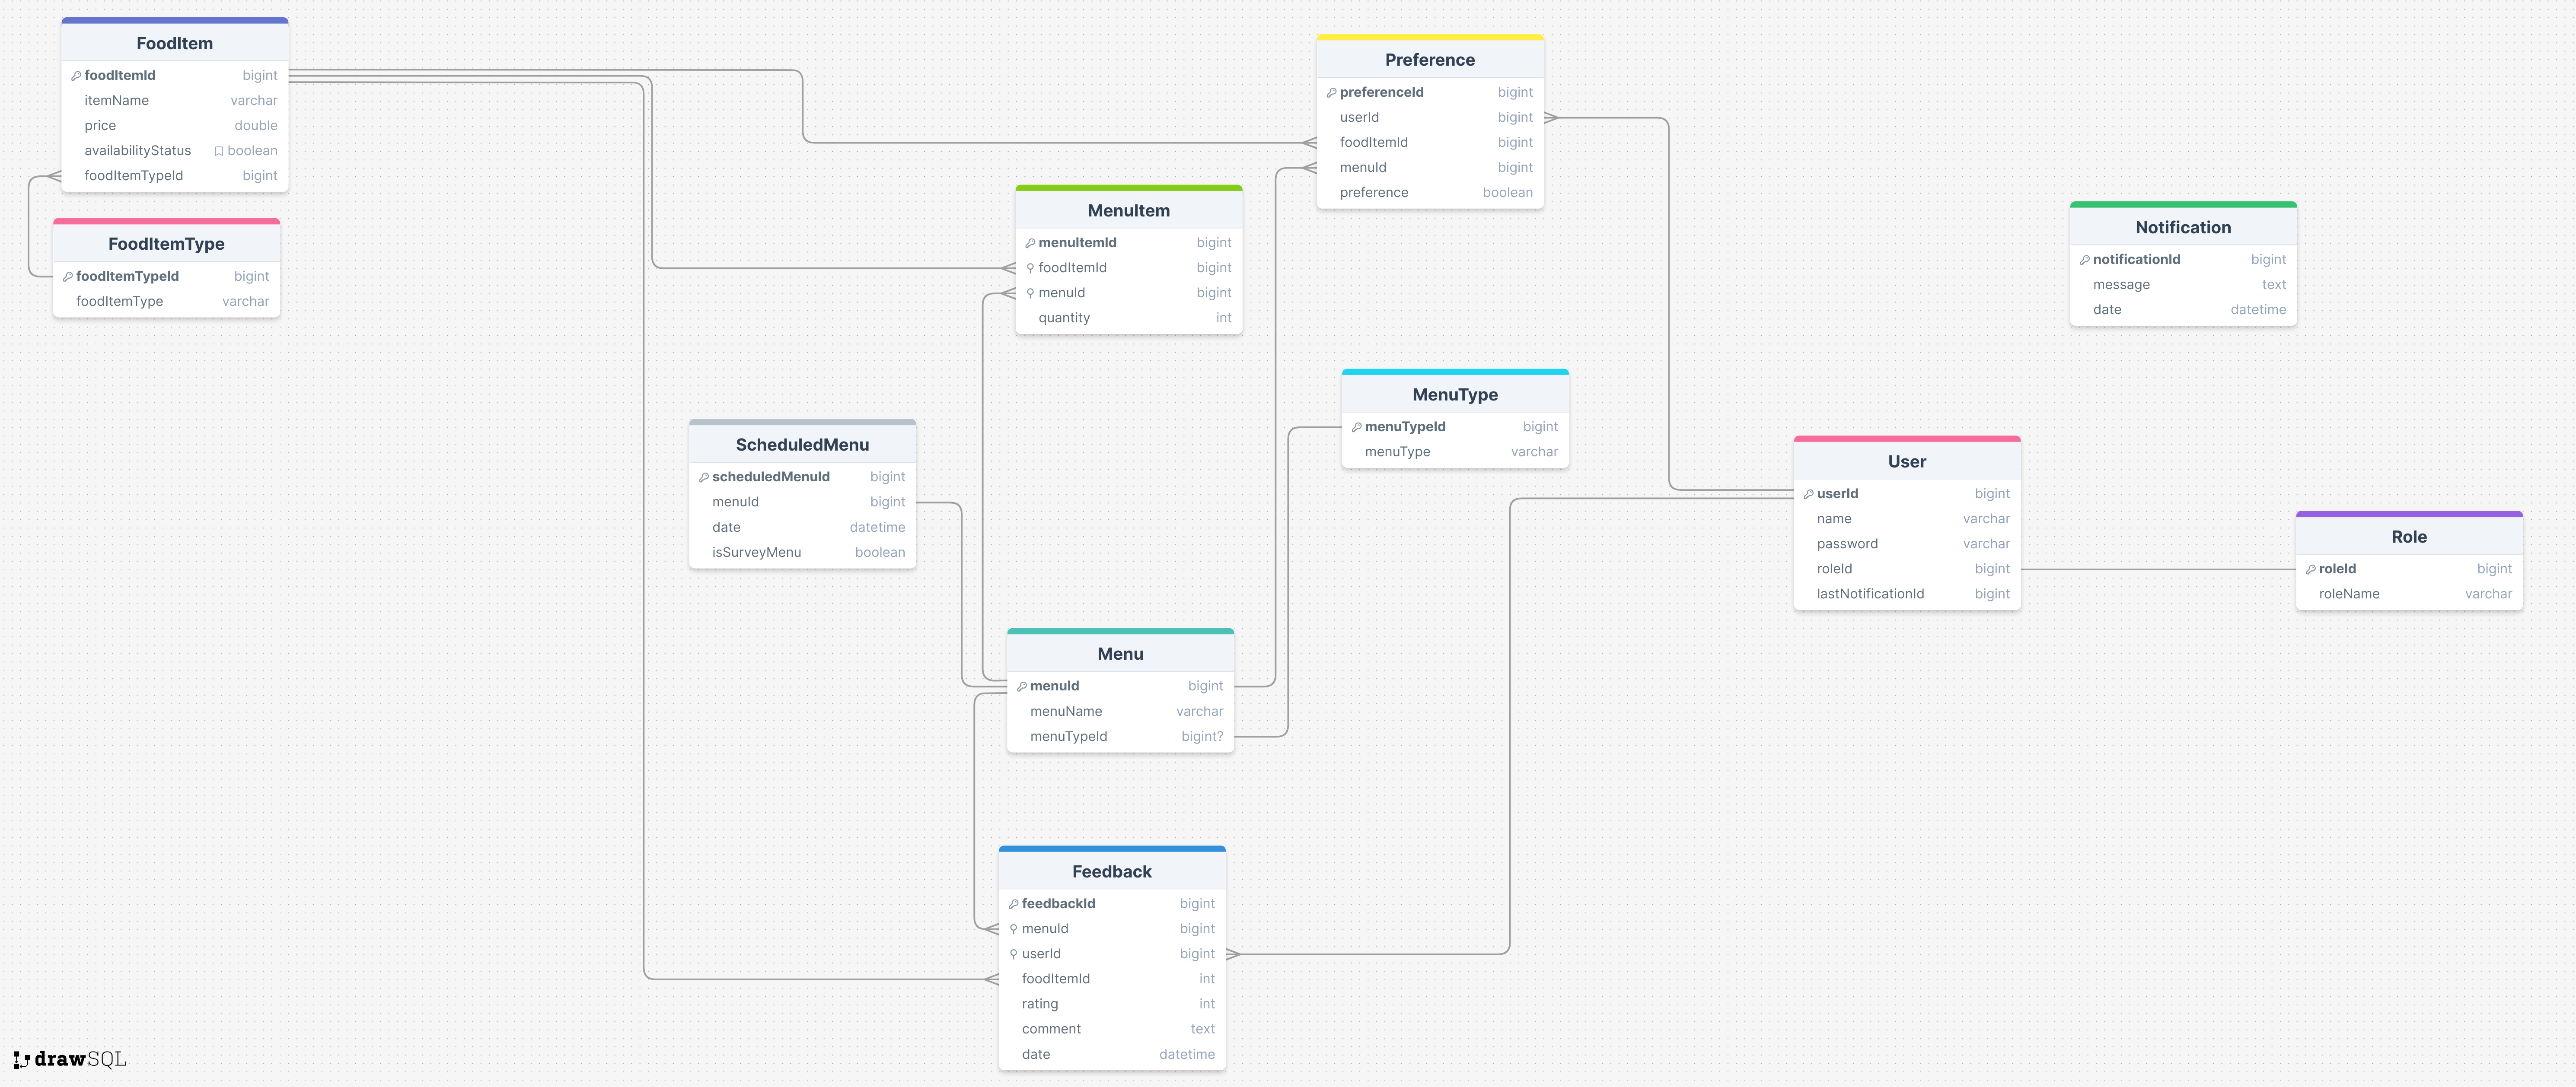 FoodItem
foodItemId bigint
itemName varchar
price double
availabilityStatus boolean
foodItemTypeId bigint
FoodItemType
foodItemTypeId bigint
foodItemType varchar
Preference
preferenceId bigint
userId bigint
foodItemId bigint
menuId bigint
preference boolean
MenuItem
menuItemId bigint
foodItemId bigint
menuId bigint
quantity int
Notification
notificationId bigint
message text
date datetime
MenuType
menuTypeId bigint
menuType varchar
ScheduledMenu
scheduledMenuId bigint
menuId bigint
date datetime
isSurveyMenu boolean
User
userId bigint
name varchar
password varchar
roleId bigint
lastNotificationId bigint
Role
roleId bigint
roleName varchar
Menu
menuId bigint
menuName varchar
menuTypeId bigint?
Feedback
feedbackId bigint
menuId bigint
userId bigint
foodItemId int
rating int
comment text
date datetime
drawSQL